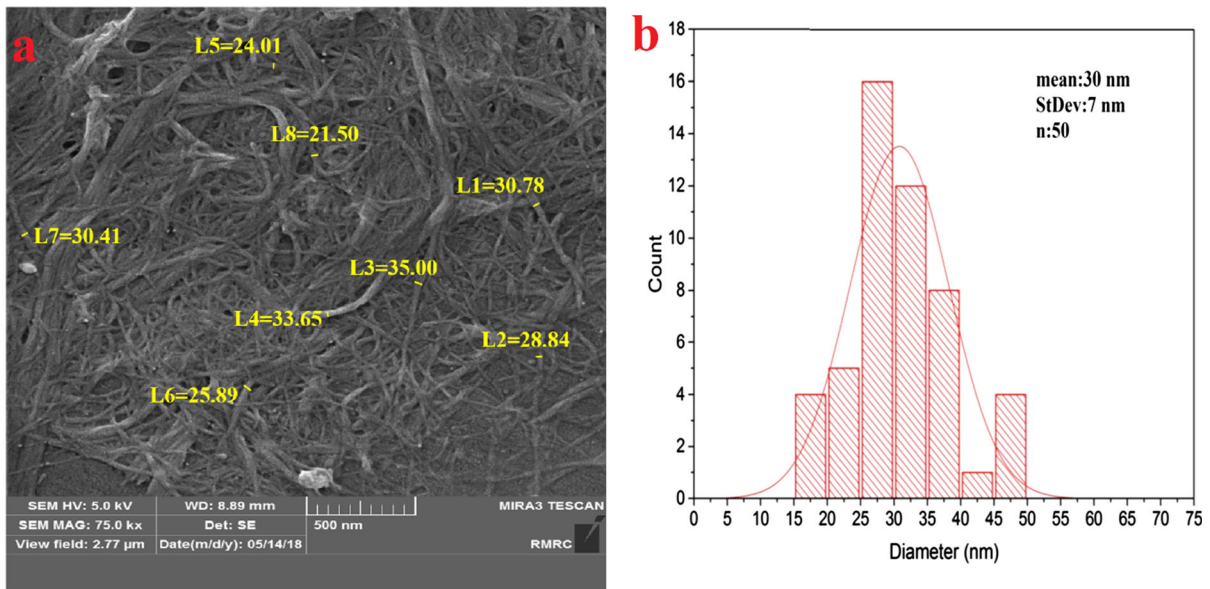 a
L5=24.01
L8=21.50
L1=30.78
L7=30.41
L3=35.00
L4=33.65
L2=28.84
L6=25.89
SEM HV: 5.0 kV WD: 8.89 mm MIRA3 TESCAN
SEM MAG: 75.0 kx Det: SE 500 nm
View field: 2.77 µm Date(m/d/y): 05/14/18 RMRC
b
mean:30 nm
StDev:7 nm
n:50
Count
18
16
14
12
10
8
6
4
2
0
0 5 10 15 20 25 30 35 40 45 50 55 60 65 70 75
Diameter (nm)